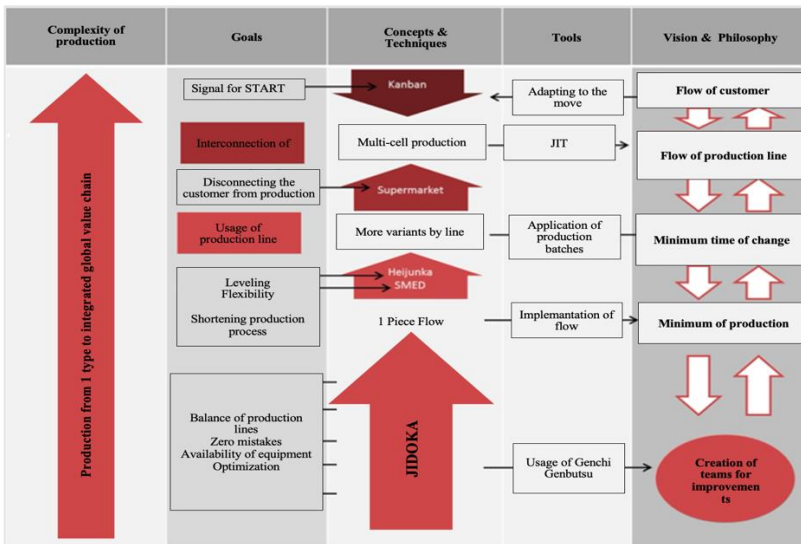 Complexity of
production
Goals
Concepts &
Techniques
Tools
Vision & Philosophy
Signal for START
Kanban
Adapting to the
move
Flow of customer
Interconnection of
Multi-cell production
JIT
Flow of production line
Disconnecting the
customer from production
Supermarket
Usage of
production line
More variants by line
Application of
production
batches
Minimum time of change
Leveling
Flexibility
Shortening production
process
Heijunka
SMED
1 Piece Flow
Implemantation of
flow
Minimum of production
Production from 1 type to integrated global value chain
Balance of production
lines
Zero mistakes
Availability of equipment
Optimization
JIDOKA
Usage of Genchi
Genbutsu
Creation of
teams for
improvemen
ts